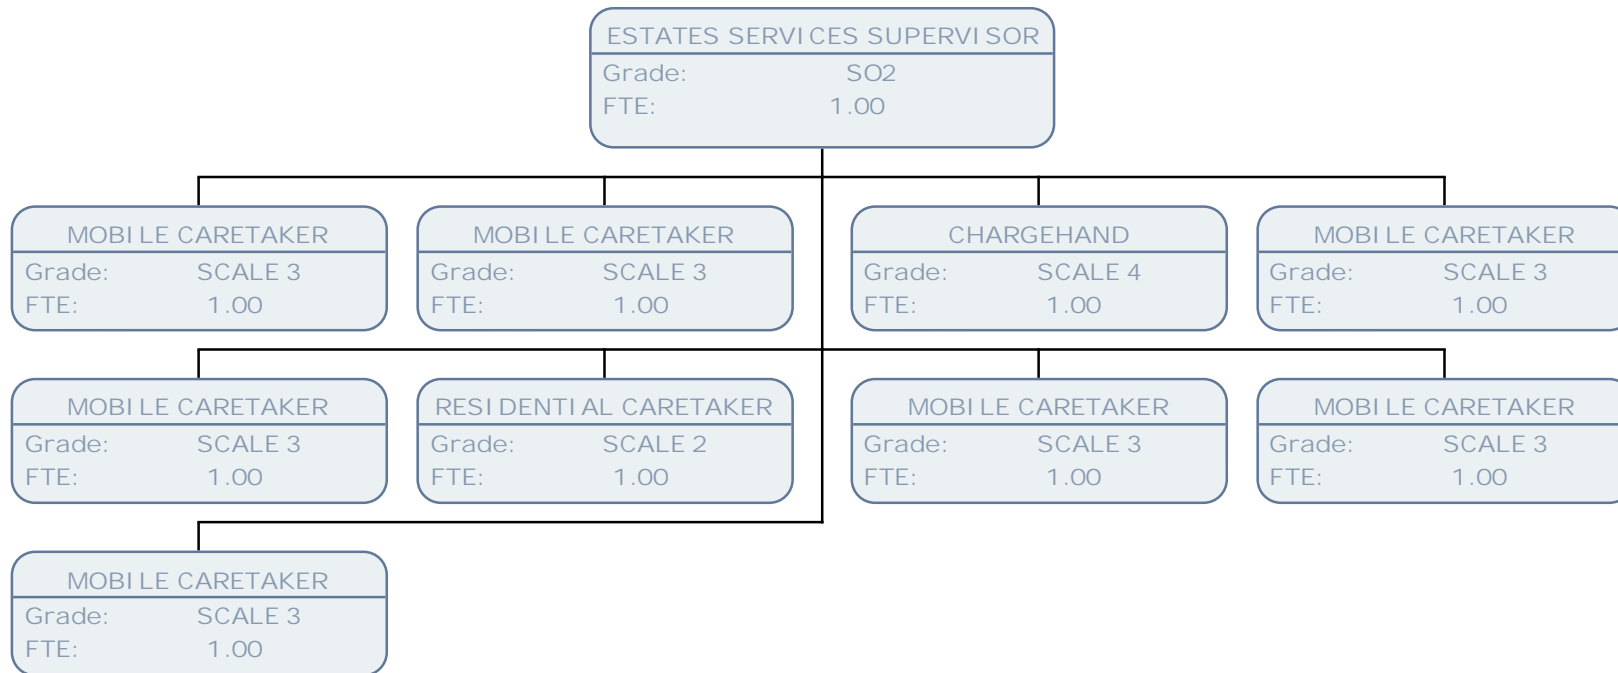 ESTATES SERVICES SUPERVISOR
Grade: SO2
FTE: 1.00
MOBILE CARETAKER
Grade: SCALE 3
FTE: 1.00
MOBILE CARETAKER
Grade: SCALE 3
FTE: 1.00
CHARGEHAND
Grade: SCALE 4
FTE: 1.00
MOBILE CARETAKER
Grade: SCALE 3
FTE: 1.00
MOBILE CARETAKER
Grade: SCALE 3
FTE: 1.00
RESIDENTIAL CARETAKER
Grade: SCALE 2
FTE: 1.00
MOBILE CARETAKER
Grade: SCALE 3
FTE: 1.00
MOBILE CARETAKER
Grade: SCALE 3
FTE: 1.00
MOBILE CARETAKER
Grade: SCALE 3
FTE: 1.00